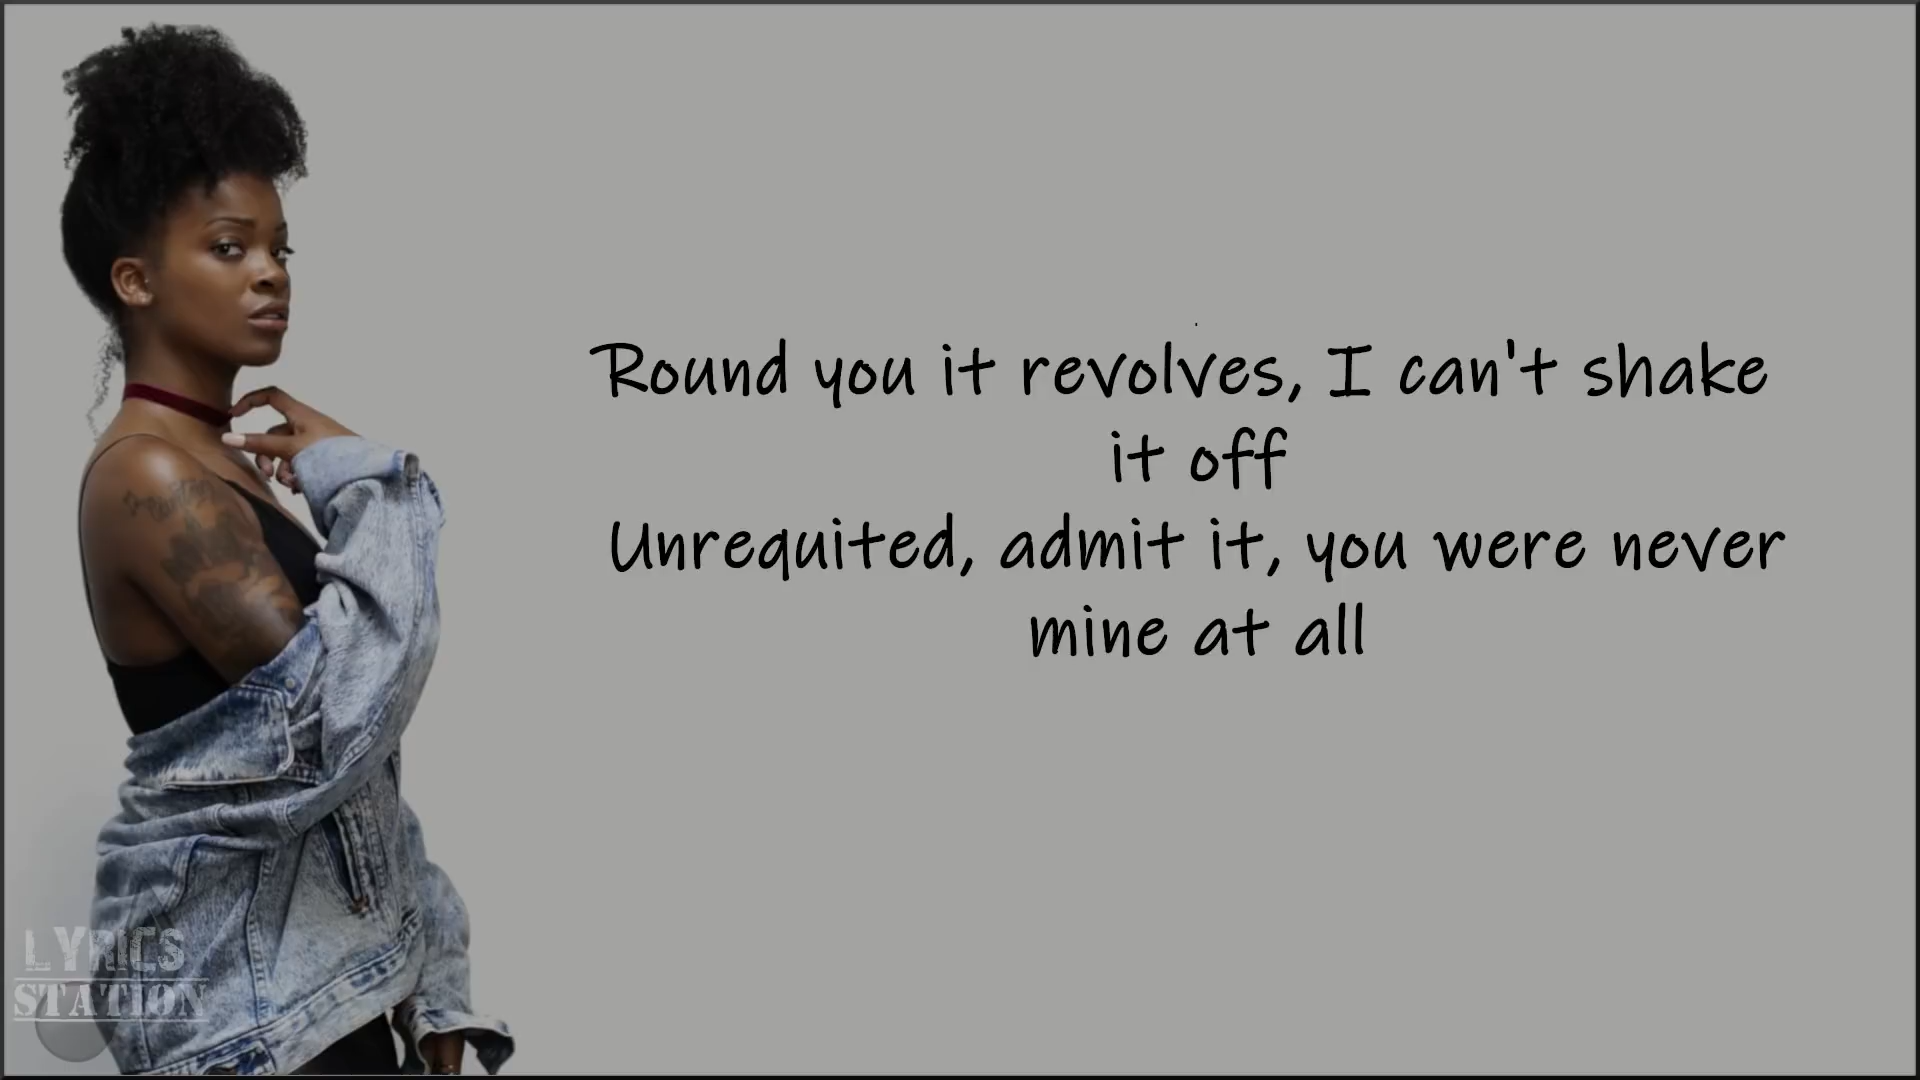 Round you it revolves, I can't shake
it off
Unrequited, admit it, you were never
mine at all
LYRICS
STATION